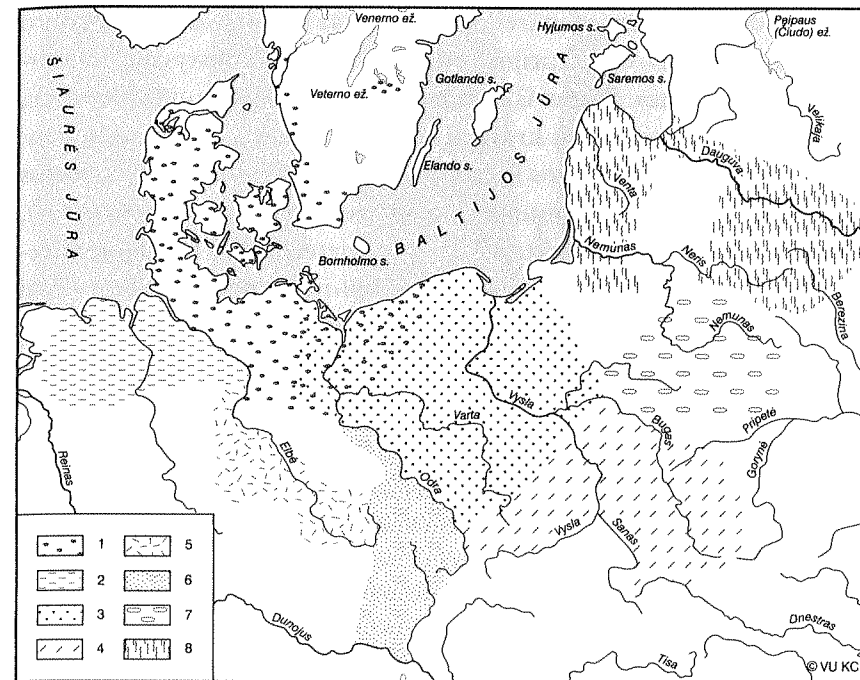 Venerno ež.
Hyjumos s.
Peipaus
(Čiudo) ež.
ŠIAURĖS JŪRA
Veterno ež.
Gotlando s.
Saremos s.
Velikaja
BALTIJOS JŪRA
Elando s.
Dauguva
Venta
Bornholmo s.
Nemunas
Neris
Berezina
Nemunas
Varta
Vysla
Bugas
Pripetė
Gorynė
Reinas
Elbė
Odra
Vysla
Sanas
Dunojus
Dnestras
Tisa
1 5
2 6
3 7
4 8
© VU KC